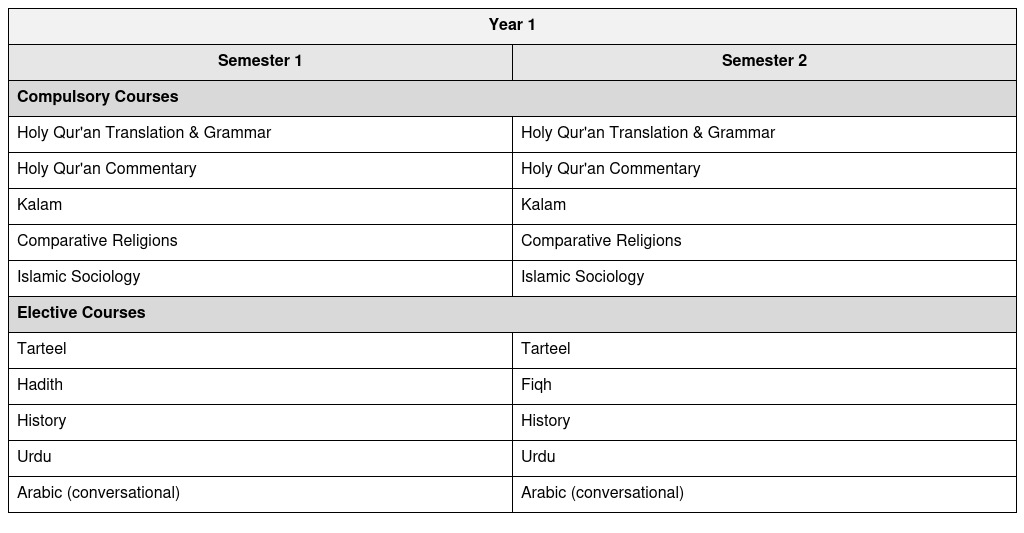 Year 1
Semester 1 Semester 2
Compulsory Courses
Holy Qur'an Translation & Grammar Holy Qur'an Translation & Grammar
Holy Qur'an Commentary Holy Qur'an Commentary
Kalam Kalam
Comparative Religions Comparative Religions
Islamic Sociology Islamic Sociology
Elective Courses
Tarteel Tarteel
Hadith Fiqh
History History
Urdu Urdu
Arabic (conversational) Arabic (conversational)